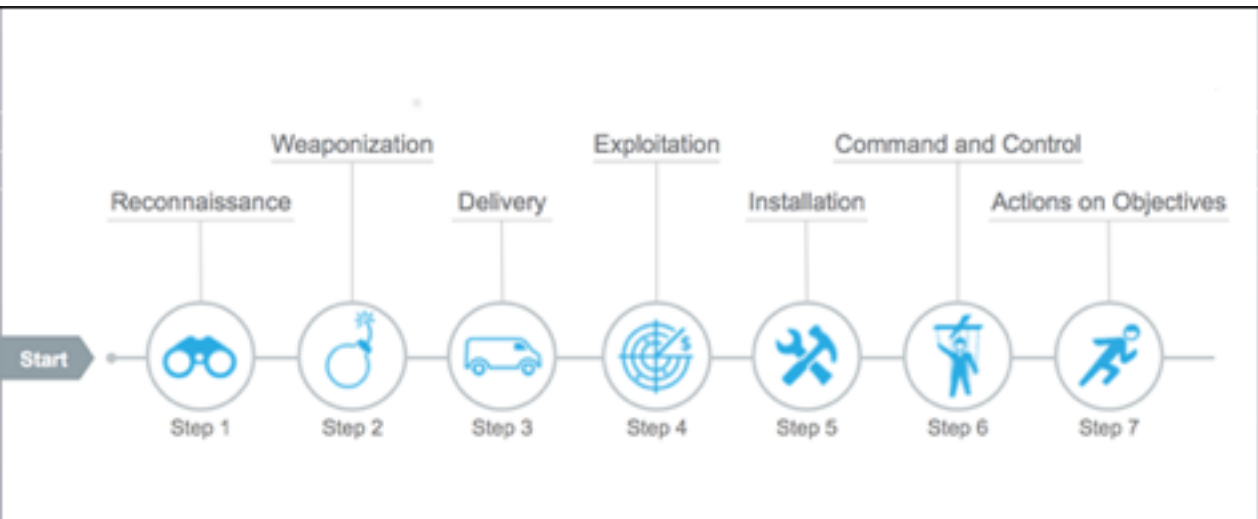 Weaponization
Exploitation
Command and Control
Reconnaissance
Delivery
Installation
Actions on Objectives
Start
$
Step 1
Step 2
Step 3
Step 4
Step 5
Step 6
Step 7